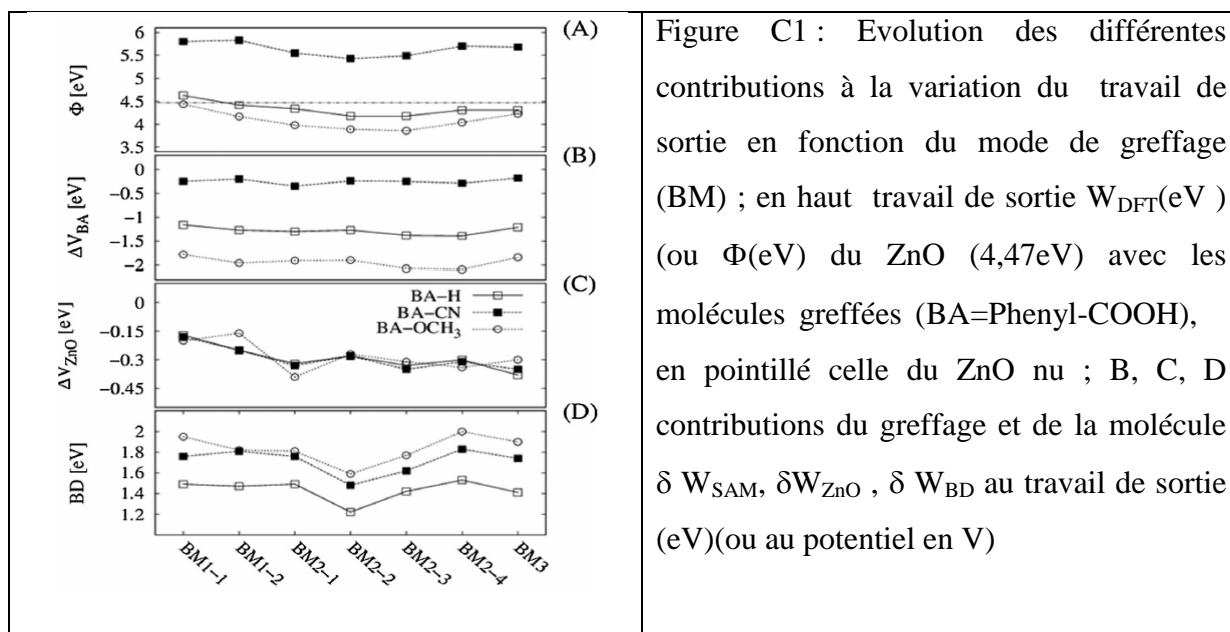 (A)
6
5.5
5
4.5
4
3.5
Φ [eV]
(B)
0
−0.5
−1
−1.5
−2
ΔV_BA [eV]
(C)
0
−0.15
−0.3
−0.45
ΔV_ZnO [eV]
BA−H
BA−CN
BA−OCH₃
(D)
2
1.8
1.6
1.4
1.2
BD [eV]
BM1−1
BM1−2
BM2−1
BM2−2
BM2−3
BM2−4
BM3
Figure C1 : Evolution des différentes
contributions à la variation du travail de
sortie en fonction du mode de greffage
(BM) ; en haut travail de sortie W_DFT(eV )
(ou Φ(eV) du ZnO (4,47eV) avec les
molécules greffées (BA=Phenyl-COOH),
en pointillé celle du ZnO nu ; B, C, D
contributions du greffage et de la molécule
δ W_SAM, δW_ZnO , δ W_BD au travail de sortie
(eV)(ou au potentiel en V)